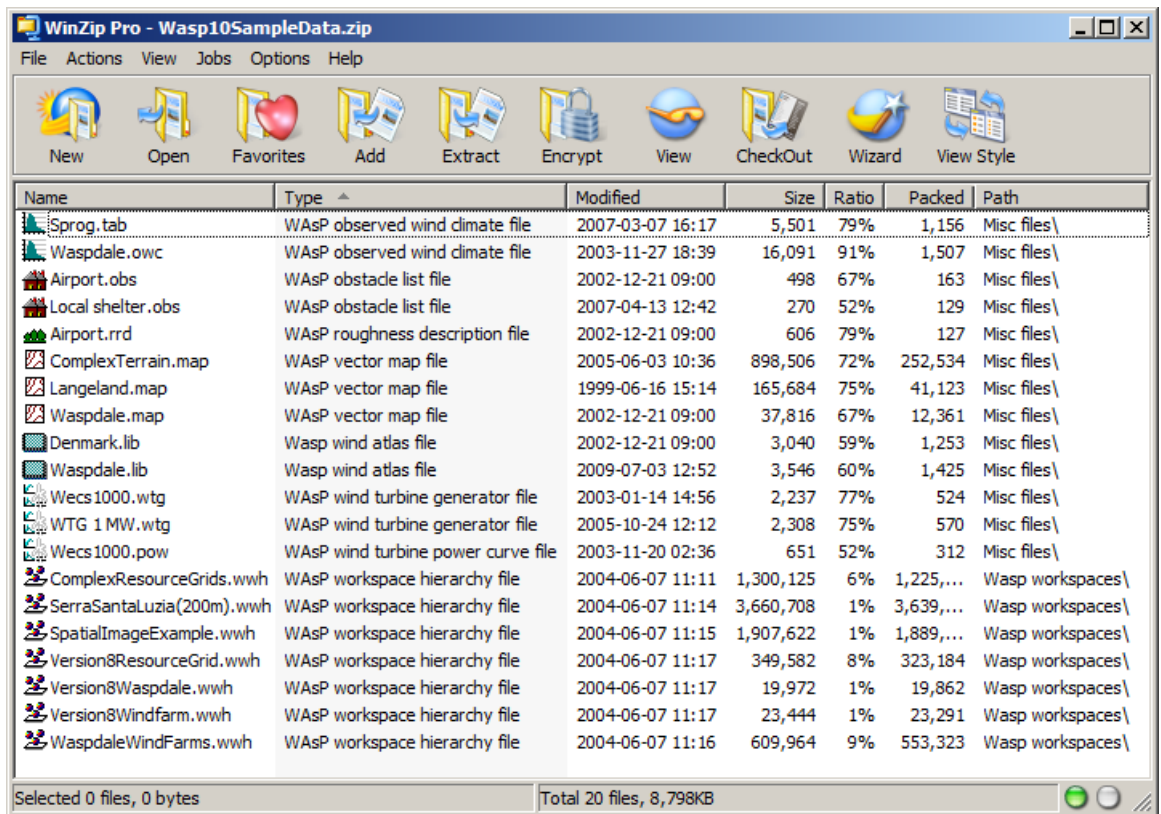 WinZip Pro - Wasp10SampleData.zip
File Actions View Jobs Options Help
New Open Favorites Add Extract Encrypt View CheckOut Wizard View Style
Name Type Modified Size Ratio Packed Path
Sprog.tab WAsP observed wind climate file 2007-03-07 16:17 5,501 79% 1,156 Misc files\
Waspdale.owc WAsP observed wind climate file 2003-11-27 18:39 16,091 91% 1,507 Misc files\
Airport.obs WAsP obstacle list file 2002-12-21 09:00 498 67% 163 Misc files\
Local shelter.obs WAsP obstacle list file 2007-04-13 12:42 270 52% 129 Misc files\
Airport.rrd WAsP roughness description file 2002-12-21 09:00 606 79% 127 Misc files\
ComplexTerrain.map WAsP vector map file 2005-06-03 10:36 898,506 72% 252,534 Misc files\
Langeland.map WAsP vector map file 1999-06-16 15:14 165,684 75% 41,123 Misc files\
Waspdale.map WAsP vector map file 2002-12-21 09:00 37,816 67% 12,361 Misc files\
Denmark.lib Wasp wind atlas file 2002-12-21 09:00 3,040 59% 1,253 Misc files\
Waspdale.lib Wasp wind atlas file 2009-07-03 12:52 3,546 60% 1,425 Misc files\
Wecs1000.wtg WAsP wind turbine generator file 2003-01-14 14:56 2,237 77% 524 Misc files\
WTG 1 MW.wtg WAsP wind turbine generator file 2005-10-24 12:12 2,308 75% 570 Misc files\
Wecs1000.pow WAsP wind turbine power curve file 2003-11-20 02:36 651 52% 312 Misc files\
ComplexResourceGrids.wwh WAsP workspace hierarchy file 2004-06-07 11:11 1,300,125 6% 1,225,... Wasp workspaces\
SerraSantaLuzia(200m).wwh WAsP workspace hierarchy file 2004-06-07 11:14 3,660,708 1% 3,639,... Wasp workspaces\
SpatialImageExample.wwh WAsP workspace hierarchy file 2004-06-07 11:15 1,907,622 1% 1,889,... Wasp workspaces\
Version8ResourceGrid.wwh WAsP workspace hierarchy file 2004-06-07 11:17 349,582 8% 323,184 Wasp workspaces\
Version8Waspdale.wwh WAsP workspace hierarchy file 2004-06-07 11:17 19,972 1% 19,862 Wasp workspaces\
Version8Windfarm.wwh WAsP workspace hierarchy file 2004-06-07 11:17 23,444 1% 23,291 Wasp workspaces\
WaspdaleWindFarms.wwh WAsP workspace hierarchy file 2004-06-07 11:16 609,964 9% 553,323 Wasp workspaces\
Selected 0 files, 0 bytes Total 20 files, 8,798KB